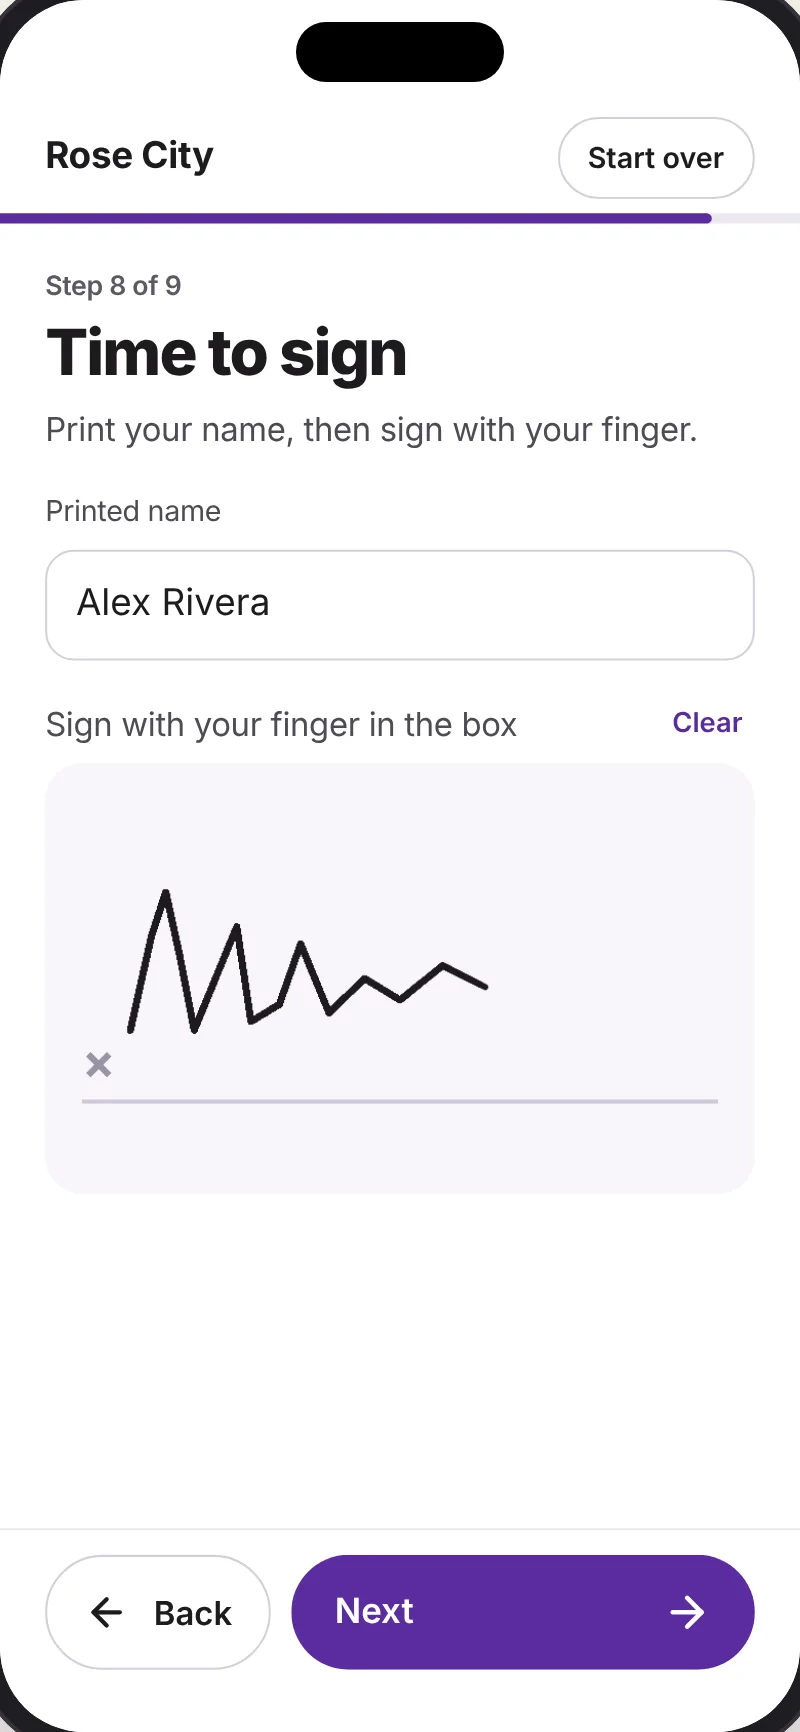 Rose City
Start over
Step 8 of 9
Time to sign
Print your name, then sign with your finger.
Printed name
Alex Rivera
Sign with your finger in the box
Clear
Back
Next